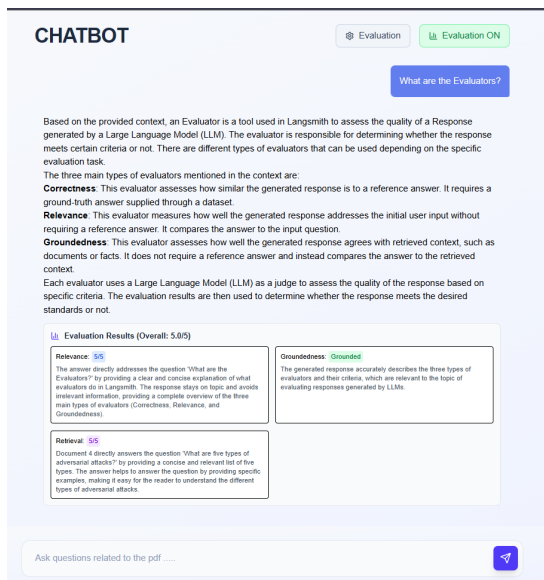 CHATBOT
Evaluation
Evaluation ON
What are the Evaluators?
Based on the provided context, an Evaluator is a tool used in Langsmith to assess the quality of a Response
generated by a Large Language Model (LLM). The evaluator is responsible for determining whether the response
meets certain criteria or not. There are different types of evaluators that can be used depending on the specific
evaluation task.
The three main types of evaluators mentioned in the context are:
Correctness: This evaluator assesses how similar the generated response is to a reference answer. It requires a
ground-truth answer supplied through a dataset.
Relevance: This evaluator measures how well the generated response addresses the initial user input without
requiring a reference answer. It compares the answer to the input question.
Groundedness: This evaluator assesses how well the generated response agrees with retrieved context, such as
documents or facts. It does not require a reference answer and instead compares the answer to the retrieved
context.
Each evaluator uses a Large Language Model (LLM) as a judge to assess the quality of the response based on
specific criteria. The evaluation results are then used to determine whether the response meets the desired
standards or not.
Evaluation Results (Overall: 5.0/5)
Relevance: 5/5
The answer directly addresses the question 'What are the
Evaluators?' by providing a clear and concise explanation of what
evaluators do in Langsmith. The response stays on topic and avoids
irrelevant information, providing a complete overview of the three
main types of evaluators (Correctness, Relevance, and
Groundedness).
Groundedness: Grounded
The generated response accurately describes the three types of
evaluators and their criteria, which are relevant to the topic of
evaluating responses generated by LLMs.
Retrieval: 5/5
Document 4 directly answers the question 'What are five types of
adversarial attacks?' by providing a concise and relevant list of five
types. The answer helps to answer the question by providing specific
examples, making it easy for the reader to understand the different
types of adversarial attacks.
Ask questions related to the pdf .....